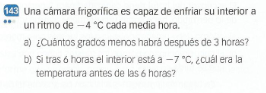 143 Una cámara frigorífica es capaz de enfriar su interior a
un ritmo de −4 °C cada media hora.
a) ¿Cuántos grados menos habrá después de 3 horas?
b) Si tras 6 horas el interior está a −7 °C, ¿cuál era la
temperatura antes de las 6 horas?